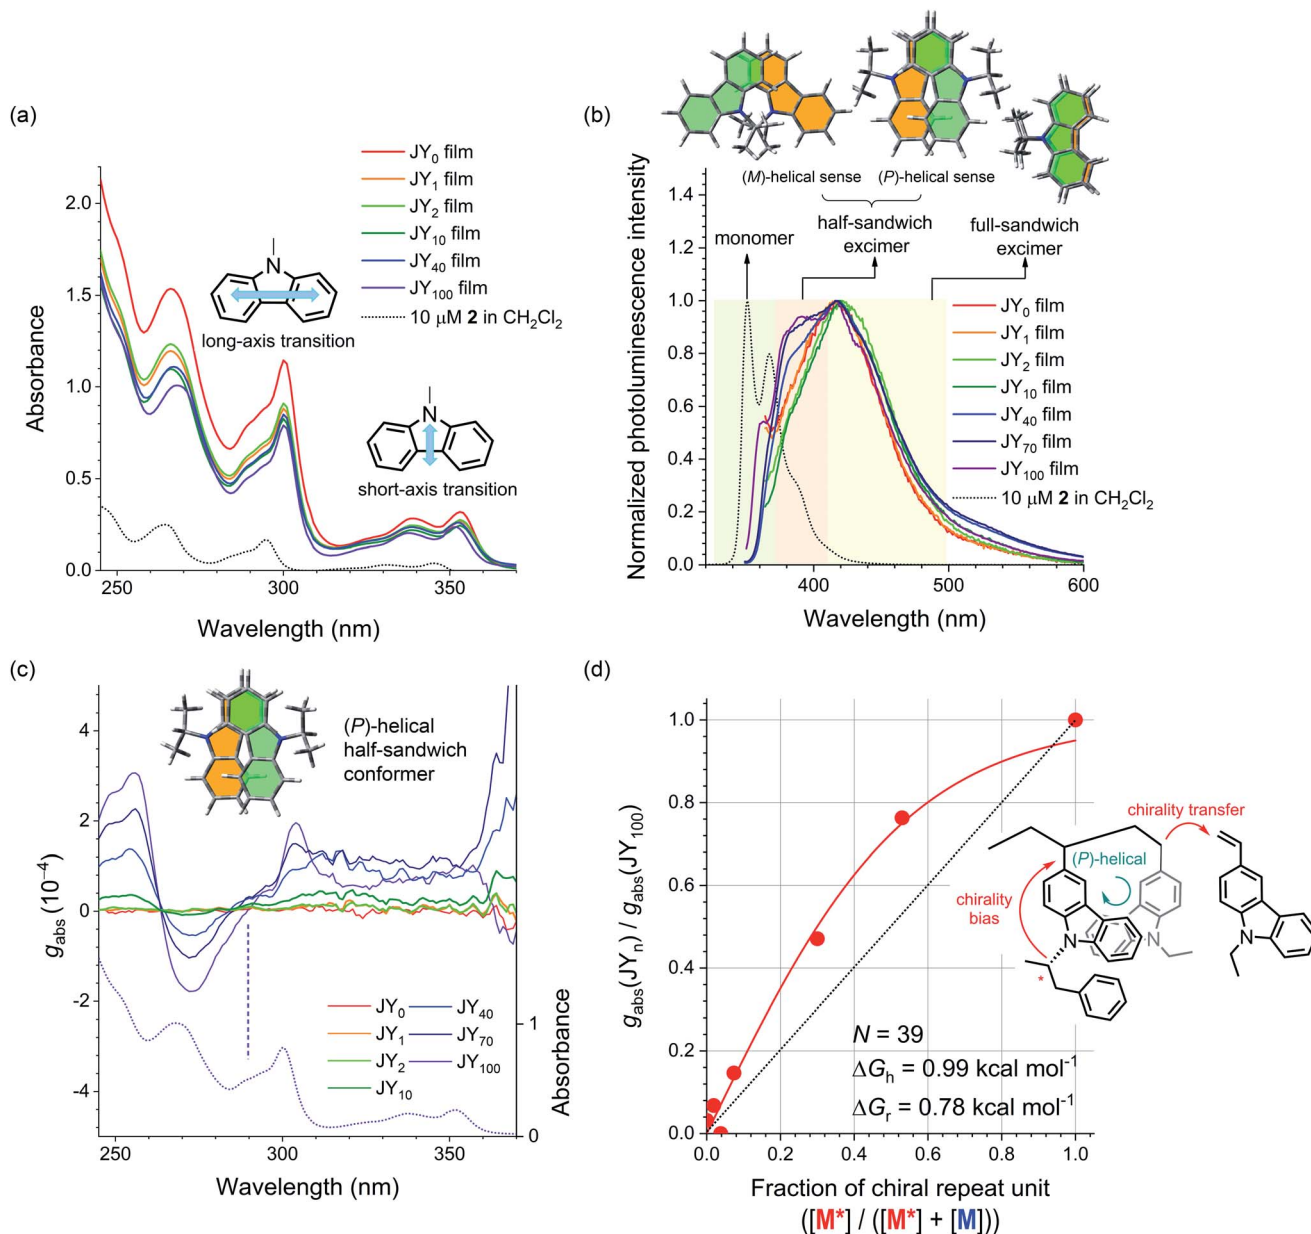 (a)
JY₀ film
JY₁ film
JY₂ film
JY₁₀ film
JY₄₀ film
JY₁₀₀ film
10 μM 2 in CH₂Cl₂
N
long-axis transition
N
short-axis transition
Absorbance
2.0
1.5
1.0
0.5
0.0
250
300
350
Wavelength (nm)
(b)
(M)-helical sense
(P)-helical sense
half-sandwich
excimer
full-sandwich
excimer
monomer
Normalized photoluminescence intensity
1.4
1.2
1.0
0.8
0.6
0.4
0.2
0.0
JY₀ film
JY₁ film
JY₂ film
JY₁₀ film
JY₄₀ film
JY₇₀ film
JY₁₀₀ film
10 μM 2 in CH₂Cl₂
400
500
600
Wavelength (nm)
(c)
(P)-helical
half-sandwich
conformer
g_abs (10⁻⁴)
4
2
0
-2
-4
JY₀
JY₁
JY₂
JY₁₀
JY₄₀
JY₇₀
JY₁₀₀
1
0
Absorbance
250
300
350
Wavelength (nm)
(d)
g_abs(JYₙ) / g_abs(JY₁₀₀)
1.0
0.8
0.6
0.4
0.2
0.0
chirality transfer
(P)-helical
chirality
bias
N
N
N
*
N = 39
ΔG_h = 0.99 kcal mol⁻¹
ΔG_r = 0.78 kcal mol⁻¹
0.0
0.2
0.4
0.6
0.8
1.0
Fraction of chiral repeat unit
([M*] / ([M*] + [M]))